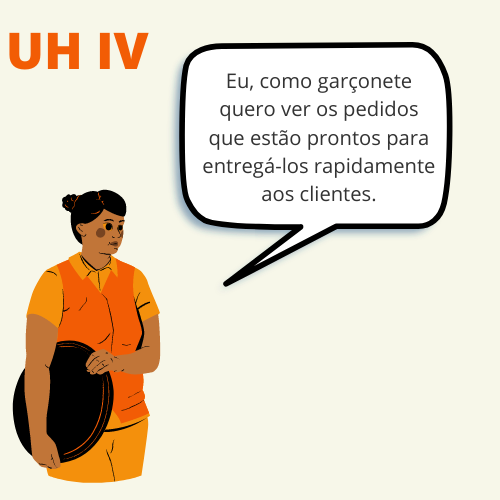 UH IV
Eu, como garçonete
quero ver os pedidos
que estão prontos para
entregá-los rapidamente
aos clientes.